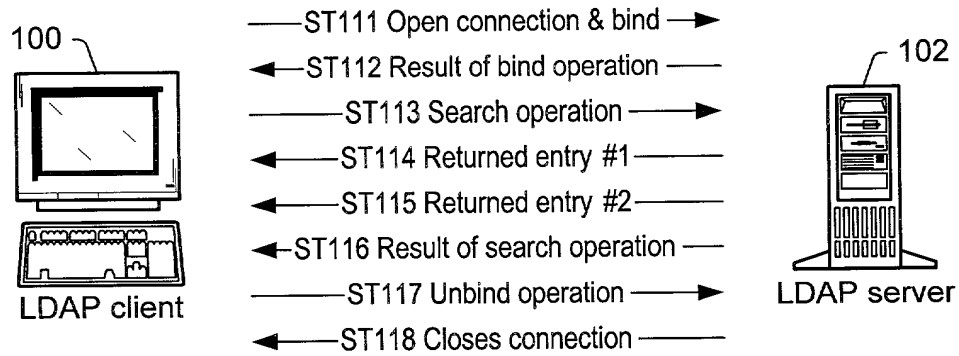 100
102
ST111 Open connection & bind
ST112 Result of bind operation
ST113 Search operation
ST114 Returned entry #1
ST115 Returned entry #2
ST116 Result of search operation
ST117 Unbind operation
ST118 Closes connection
LDAP client
LDAP server